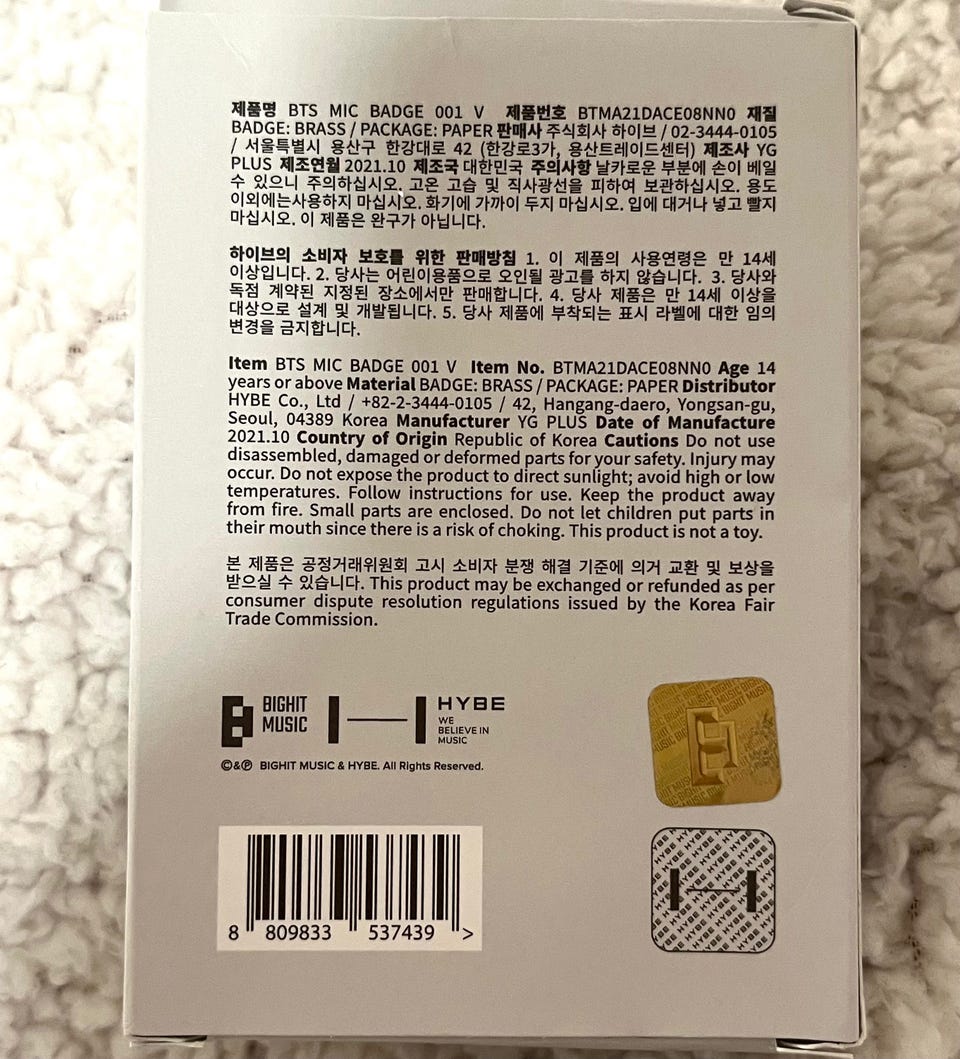 제품명 BTS MIC BADGE 001 V 제품번호 BTMA21DACE08NN0 재질
BADGE: BRASS / PACKAGE: PAPER 판매사 주식회사 하이브 / 02-3444-0105
/ 서울특별시 용산구 한강대로 42 (한강로3가, 용산트레이드센터) 제조사 YG
PLUS 제조연월 2021.10 제조국 대한민국 주의사항 날카로운 부분에 손이 베일
수 있으니 주의하십시오. 고온 고습 및 직사광선을 피하여 보관하십시오. 용도
이외에는사용하지 마십시오. 화기에 가까이 두지 마십시오. 입에 대거나 넣고 빨지
마십시오. 이 제품은 완구가 아닙니다.
하이브의 소비자 보호를 위한 판매방침 1. 이 제품의 사용연령은 만 14세
이상입니다. 2. 당사는 어린이용품으로 오인될 광고를 하지 않습니다. 3. 당사와
독점 계약된 지정된 장소에서만 판매합니다. 4. 당사 제품은 만 14세 이상을
대상으로 설계 및 개발됩니다. 5. 당사 제품에 부착되는 표시 라벨에 대한 임의
변경을 금지합니다.
Item BTS MIC BADGE 001 V Item No. BTMA21DACE08NN0 Age 14
years or above Material BADGE: BRASS / PACKAGE: PAPER Distributor
HYBE Co., Ltd / +82-2-3444-0105 / 42, Hangang-daero, Yongsan-gu,
Seoul, 04389 Korea Manufacturer YG PLUS Date of Manufacture
2021.10 Country of Origin Republic of Korea Cautions Do not use
disassembled, damaged or deformed parts for your safety. Injury may
occur. Do not expose the product to direct sunlight; avoid high or low
temperatures. Follow instructions for use. Keep the product away
from fire. Small parts are enclosed. Do not let children put parts in
their mouth since there is a risk of choking. This product is not a toy.
본 제품은 공정거래위원회 고시 소비자 분쟁 해결 기준에 의거 교환 및 보상을
받으실 수 있습니다. This product may be exchanged or refunded as per
consumer dispute resolution regulations issued by the Korea Fair
Trade Commission.
BIGHIT
MUSIC
HYBE
WE
BELIEVE IN
MUSIC
©&℗ BIGHIT MUSIC & HYBE. All Rights Reserved.
8 809833 537439 >